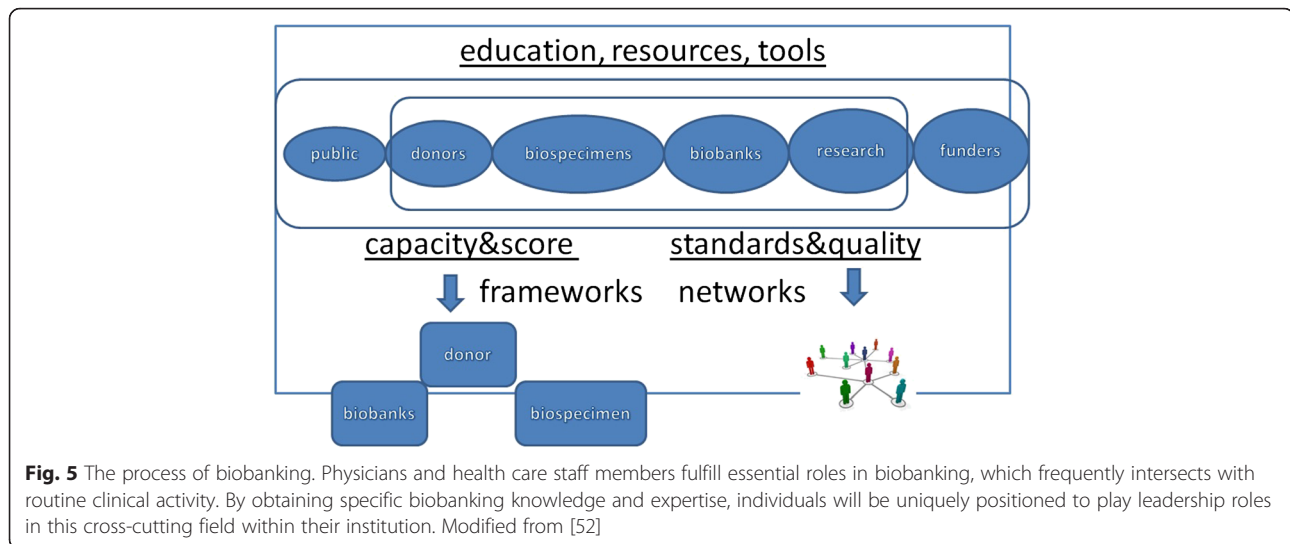 education, resources, tools
public donors biospecimens biobanks research funders
capacity&score standards&quality
frameworks networks
donor
biobanks biospecimen
Fig. 5 The process of biobanking. Physicians and health care staff members fulfill essential roles in biobanking, which frequently intersects with
routine clinical activity. By obtaining specific biobanking knowledge and expertise, individuals will be uniquely positioned to play leadership roles
in this cross-cutting field within their institution. Modified from [52]